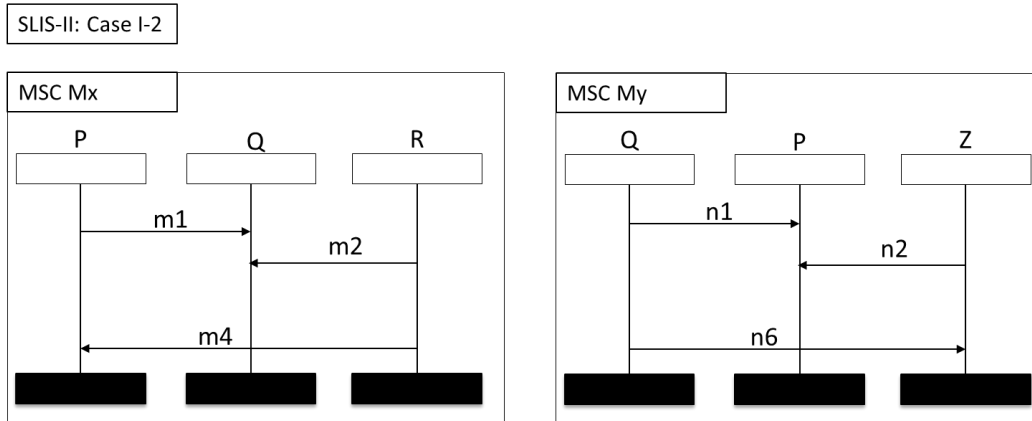 SLIS-II: Case I-2
MSC Mx
P Q R
m1
m2
m4
MSC My
Q P Z
n1
n2
n6